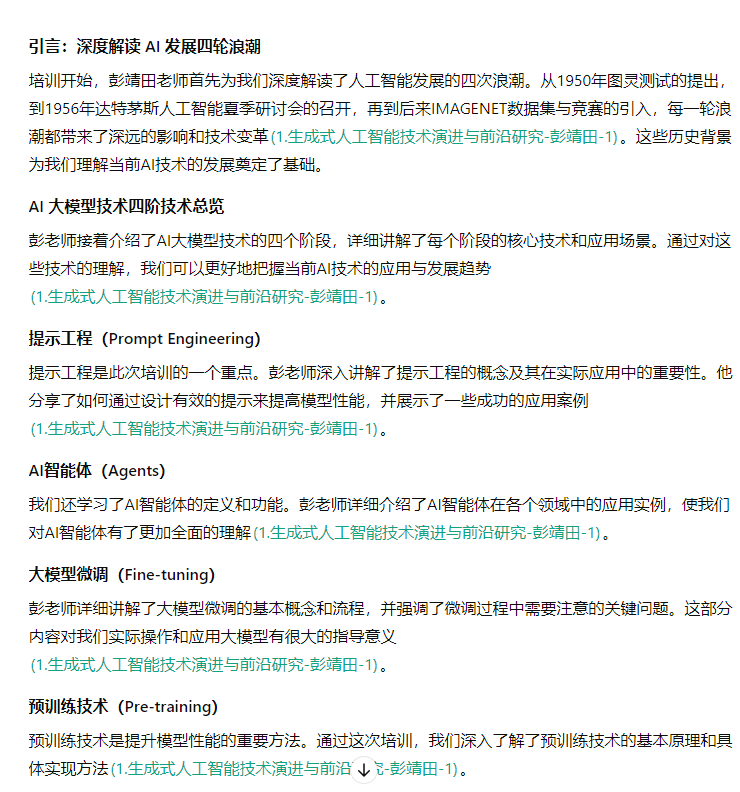 引言：深度解读 AI 发展四轮浪潮
培训开始，彭靖田老师首先为我们深度解读了人工智能发展的四次浪潮。从1950年图灵测试的提出，
到1956年达特茅斯人工智能夏季研讨会的召开，再到后来IMAGENET数据集与竞赛的引入，每一轮浪
潮都带来了深远的影响和技术变革(1.生成式人工智能技术演进与前沿研究-彭靖田-1)。这些历史背景
为我们理解当前AI技术的发展奠定了基础。
AI 大模型技术四阶技术总览
彭老师接着介绍了AI大模型技术的四个阶段，详细讲解了每个阶段的核心技术和应用场景。通过对这
些技术的理解，我们可以更好地把握当前AI技术的应用与发展趋势
(1.生成式人工智能技术演进与前沿研究-彭靖田-1)。
提示工程（Prompt Engineering）
提示工程是此次培训的一个重点。彭老师深入讲解了提示工程的概念及其在实际应用中的重要性。他
分享了如何通过设计有效的提示来提高模型性能，并展示了一些成功的应用案例
(1.生成式人工智能技术演进与前沿研究-彭靖田-1)。
AI智能体（Agents）
我们还学习了AI智能体的定义和功能。彭老师详细介绍了AI智能体在各个领域中的应用实例，使我们
对AI智能体有了更加全面的理解(1.生成式人工智能技术演进与前沿研究-彭靖田-1)。
大模型微调（Fine-tuning）
彭老师详细讲解了大模型微调的基本概念和流程，并强调了微调过程中需要注意的关键问题。这部分
内容对我们实际操作和应用大模型有很大的指导意义
(1.生成式人工智能技术演进与前沿研究-彭靖田-1)。
预训练技术（Pre-training）
预训练技术是提升模型性能的重要方法。通过这次培训，我们深入了解了预训练技术的基本原理和具
体实现方法(1.生成式人工智能技术演进与前沿研究-彭靖田-1)。